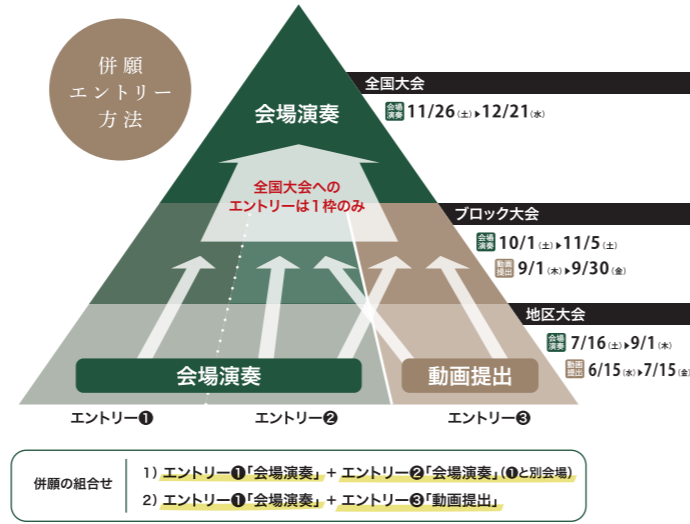 併願
エントリー
方法
全国大会
会場演奏 11/26(土)▶12/21(水)
会場演奏
全国大会への
エントリーは1枠のみ
ブロック大会
会場演奏 10/1(土)▶11/5(土)
動画提出 9/1(木)▶9/30(金)
地区大会
会場演奏 7/16(土)▶9/1(木)
動画提出 6/15(水)▶7/15(金)
会場演奏
動画提出
エントリー❶
エントリー❷
エントリー❸
併願の組合せ
1) エントリー❶「会場演奏」+ エントリー❷「会場演奏」(❶と別会場)
2) エントリー❶「会場演奏」+ エントリー❸「動画提出」